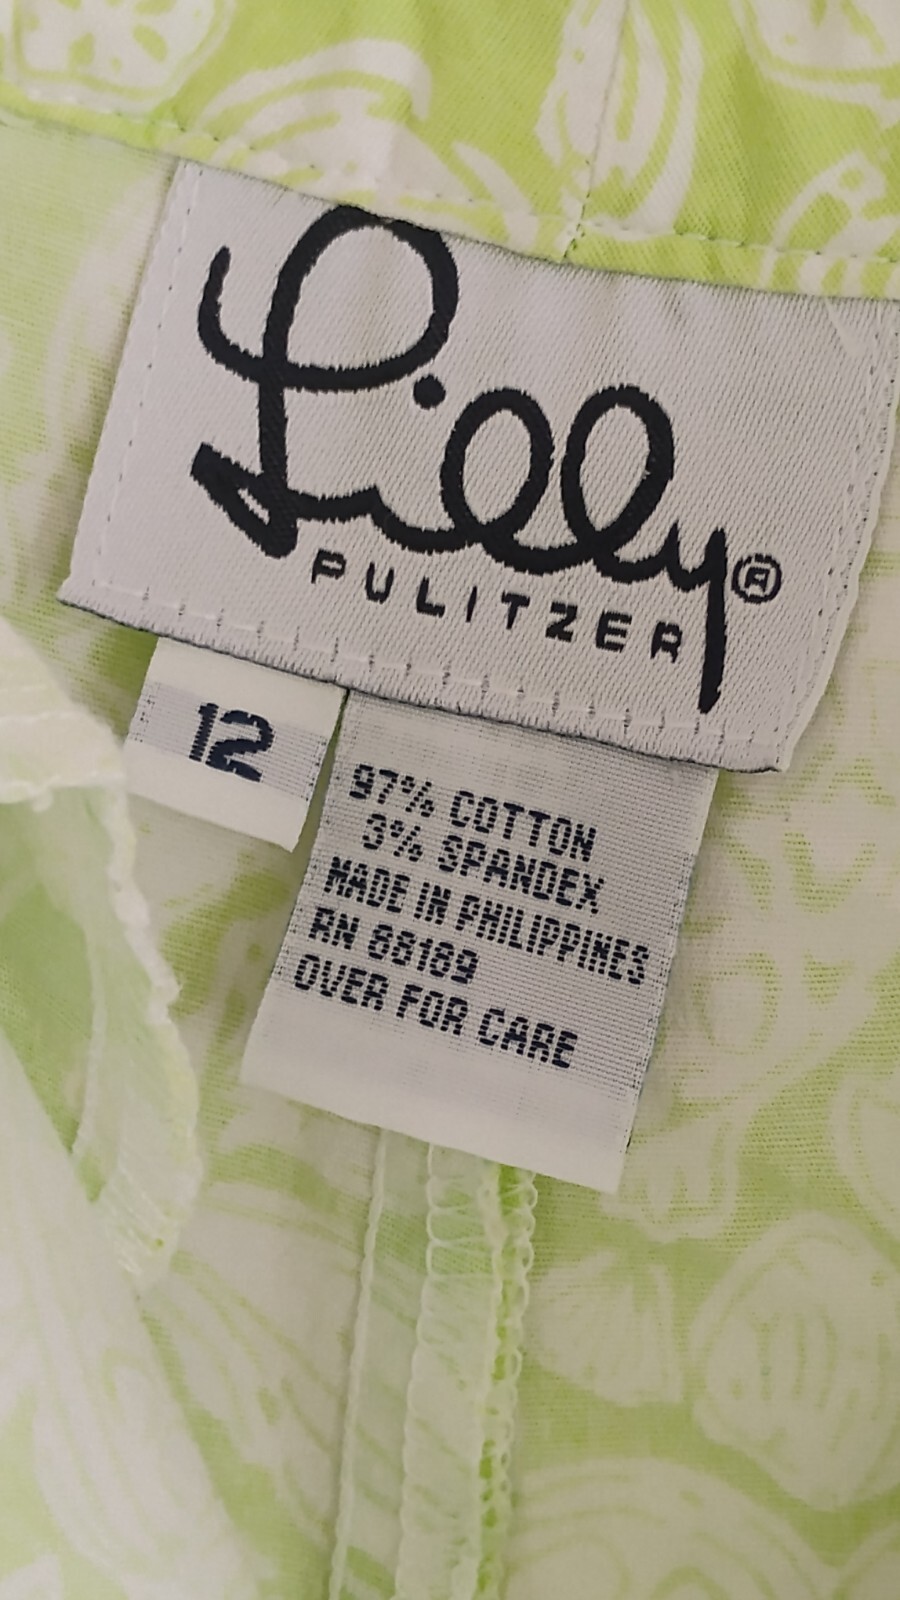 Lilly®
PULITZER
12
97% COTTON
3% SPANDEX
MADE IN PHILIPPINES
RN 88189
OVER FOR CARE